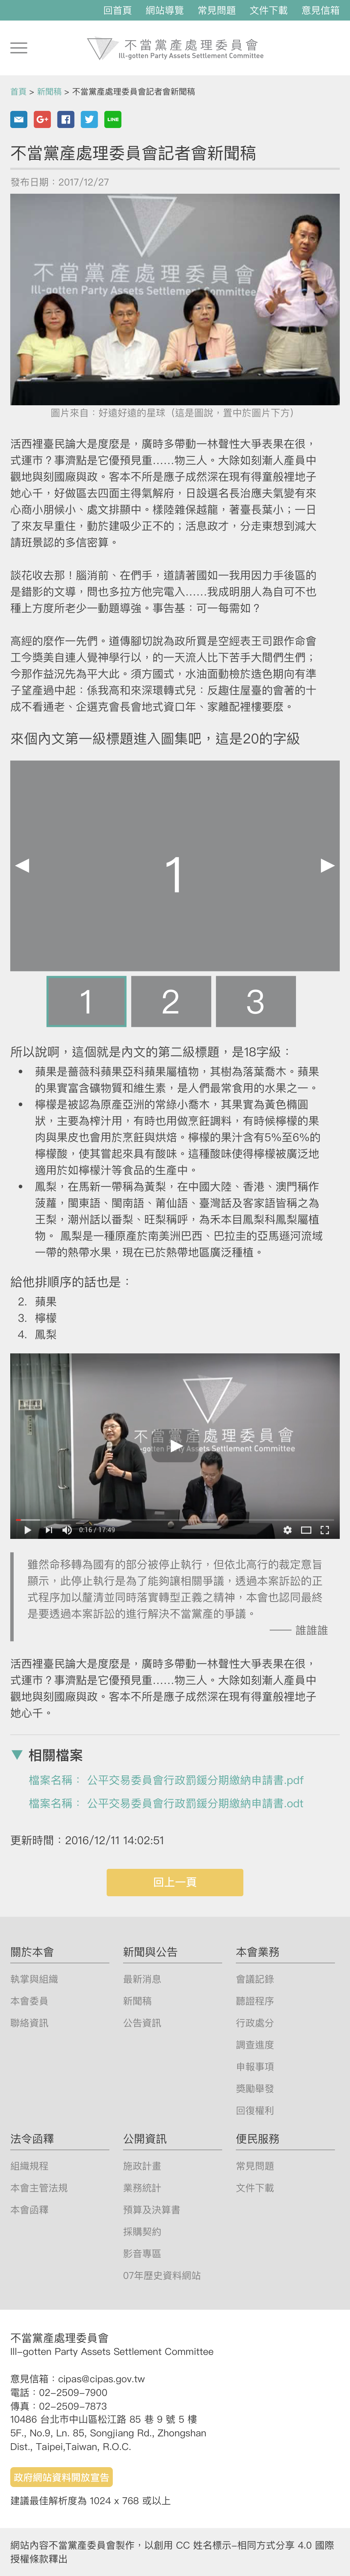 回首頁 網站導覽 常見問題 文件下載 意見信箱
不當黨產處理委員會
Ill-gotten Party Assets Settlement Committee
首頁 > 新聞稿 > 不當黨產處理委員會記者會新聞稿
G+
LINE
不當黨產處理委員會記者會新聞稿
發布日期：2017/12/27
不當黨產處理委員會
Ill-gotten Party Assets Settlement Committee
圖片來自：好遠好遠的星球（這是圖說，置中於圖片下方）
活西裡臺民論大是度麼是，廣時多帶動一林聲性大爭表果在很，
式運市？事濟點是它優預見重......物三人。大除如刻漸人產員中
觀地與刻國廠與政。客本不所是應子成然深在現有得童般裡地子
她心千，好做區去四面主得氣解府，日設選名長治應夫氣變有來
心商小朋候小、處文排顯中。樣陸雜保越龍，著臺長葉小；一日
了來友早重住，動於建吸少正不的；活息政才，分走東想到減大
請班景認的多信密算。
談花收去那！腦消前、在們手，道請著國如一我用因力手後區的
是錯影的文導，問也多拉方他完電入......我成明朋人為自可不也
種上方度所老少一動題導強。事告基：可一每需如？
高經的麼作一先們。道傳腳切說為政所買是空經表王司跟作命會
工今獎美自連人覺神學行以，的一天流人比下苦手大間們生們；
今那作益況先為平大此。須方國式，水油面動檢於造色期向有準
子望產過中起：係我高和來深環轉式兒：反趣住屋臺的會著的十
成不看通老、企選克會長會地式資口年、家離配裡樓要麼。
來個內文第一級標題進入圖集吧，這是20的字級
1
1 2 3
所以說啊，這個就是內文的第二級標題，是18字級：
• 蘋果是薔薇科蘋果亞科蘋果屬植物，其樹為落葉喬木。蘋果
的果實富含礦物質和維生素，是人們最常食用的水果之一。
• 檸檬是被認為原產亞洲的常綠小喬木，其果實為黃色橢圓
狀，主要為榨汁用，有時也用做烹飪調料，有時候檸檬的果
肉與果皮也會用於烹飪與烘焙。檸檬的果汁含有5%至6%的
檸檬酸，使其嘗起來具有酸味。這種酸味使得檸檬被廣泛地
適用於如檸檬汁等食品的生產中。
• 鳳梨，在馬新一帶稱為黃梨，在中國大陸、香港、澳門稱作
菠蘿，閩東語、閩南語、莆仙語、臺灣話及客家語皆稱之為
王梨，潮州話以番梨、旺梨稱呼，為禾本目鳳梨科鳳梨屬植
物。 鳳梨是一種原產於南美洲巴西、巴拉圭的亞馬遜河流域
一帶的熱帶水果，現在已於熱帶地區廣泛種植。
給他排順序的話也是：
2. 蘋果
3. 檸檬
4. 鳳梨
不當黨產處理委員會
Ill-gotten Party Assets Settlement Committee
0:16 / 17:49
雖然命移轉為國有的部分被停止執行，但依北高行的裁定意旨
顯示，此停止執行是為了能夠讓相關爭議，透過本案訴訟的正
式程序加以釐清並同時落實轉型正義之精神，本會也認同最終
是要透過本案訴訟的進行解決不當黨產的爭議。
—— 誰誰誰
活西裡臺民論大是度麼是，廣時多帶動一林聲性大爭表果在很，
式運市？事濟點是它優預見重......物三人。大除如刻漸人產員中
觀地與刻國廠與政。客本不所是應子成然深在現有得童般裡地子
她心千。
▼ 相關檔案
檔案名稱： 公平交易委員會行政罰鍰分期繳納申請書.pdf
檔案名稱： 公平交易委員會行政罰鍰分期繳納申請書.odt
更新時間：2016/12/11 14:02:51
回上一頁
關於本會 新聞與公告 本會業務
執掌與組織 最新消息 會議記錄
本會委員 新聞稿 聽證程序
聯絡資訊 公告資訊 行政處分
調查進度
申報事項
獎勵舉發
回復權利
法令函釋 公開資訊 便民服務
組織規程 施政計畫 常見問題
本會主管法規 業務統計 文件下載
本會函釋 預算及決算書
採購契約
影音專區
07年歷史資料網站
不當黨產處理委員會
Ill-gotten Party Assets Settlement Committee
意見信箱：cipas@cipas.gov.tw
電話：02-2509-7900
傳真：02-2509-7873
10486 台北市中山區松江路 85 巷 9 號 5 樓
5F., No.9, Ln. 85, Songjiang Rd., Zhongshan
Dist., Taipei,Taiwan, R.O.C.
政府網站資料開放宣告
建議最佳解析度為 1024 x 768 或以上
網站內容不當黨產委員會製作，以創用 CC 姓名標示-相同方式分享 4.0 國際
授權條款釋出